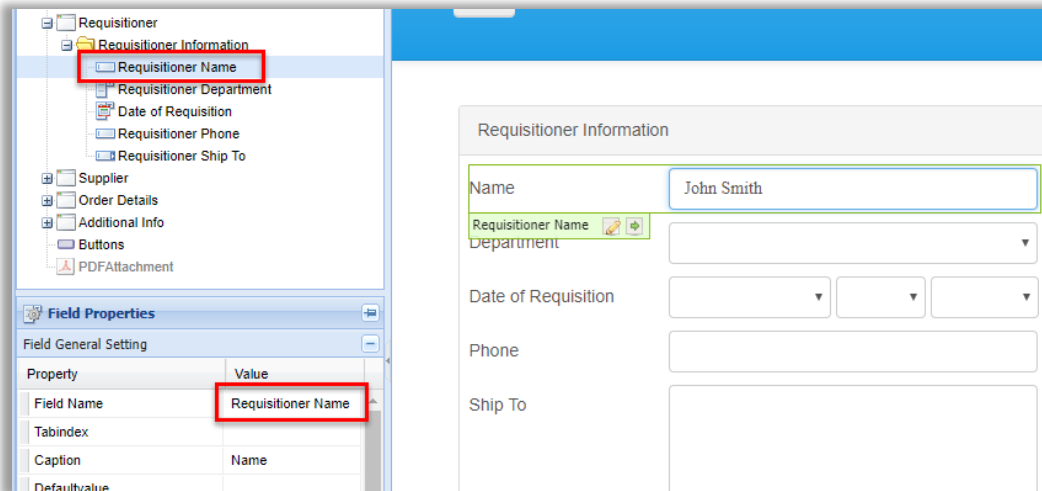 Requisitioner
Requisitioner Information
Requisitioner Name
Requisitioner Department
Date of Requisition
Requisitioner Phone
Requisitioner Ship To
Supplier
Order Details
Additional Info
Buttons
PDFAttachment
Field Properties
Field General Setting
Property Value
Field Name Requisitioner Name
Tabindex
Caption Name
Defaultvalue
Requisitioner Information
Name John Smith
Requisitioner Name
Department
Date of Requisition
Phone
Ship To